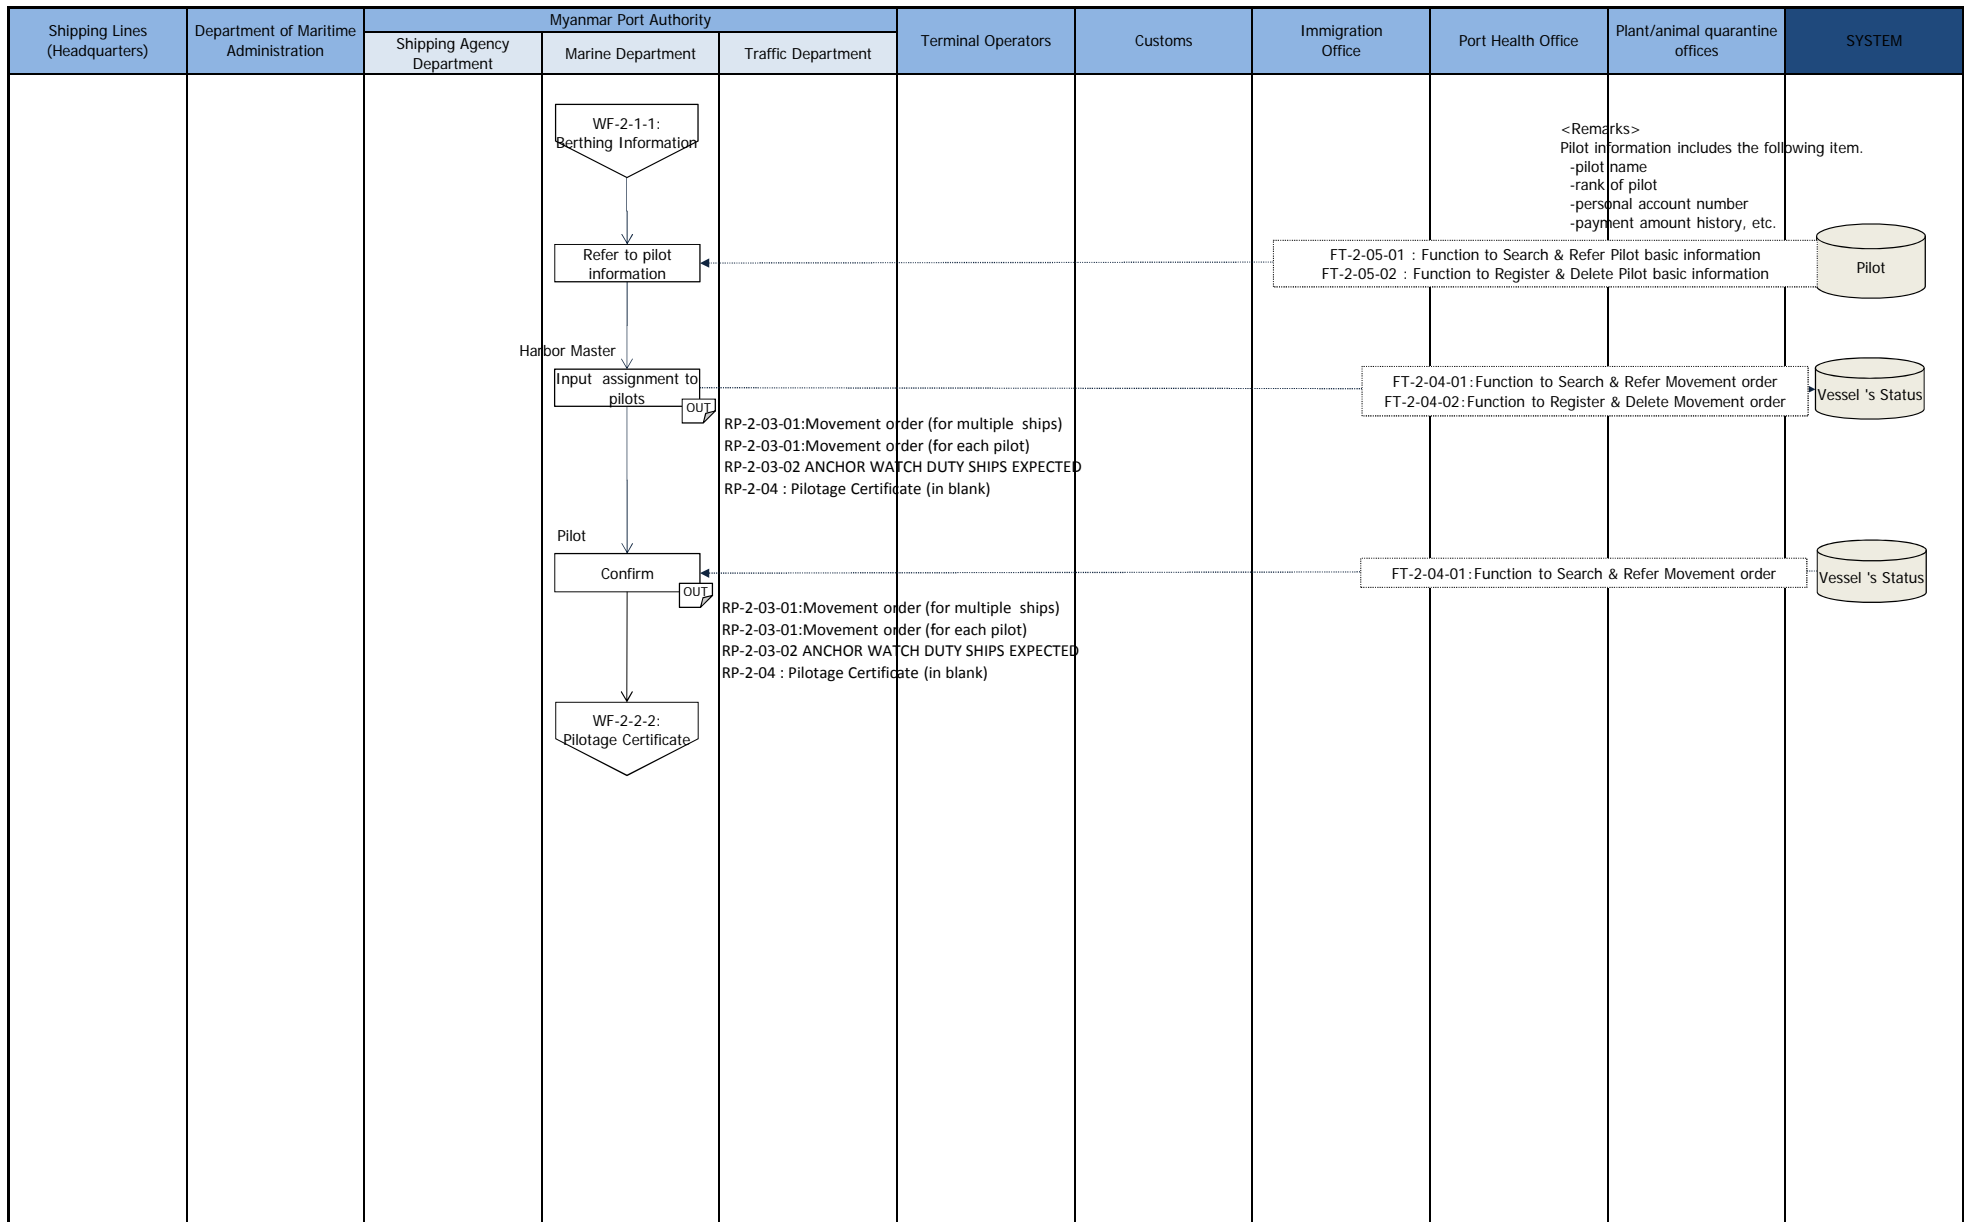 Shipping Lines
(Headquarters)
Department of Maritime
Administration
Myanmar Port Authority
Shipping Agency
Department
Marine Department
Traffic Department
Terminal Operators
Customs
Immigration
Office
Port Health Office
Plant/animal quarantine
offices
SYSTEM
WF-2-1-1:
Berthing Information
<Remarks>
Pilot information includes the following item.
-pilot name
-rank of pilot
-personal account number
-payment amount history, etc.
Refer to pilot
information
FT-2-05-01 : Function to Search & Refer Pilot basic information
FT-2-05-02 : Function to Register & Delete Pilot basic information
Pilot
Harbor Master
Input assignment to
pilots
OUT
FT-2-04-01:Function to Search & Refer Movement order
FT-2-04-02:Function to Register & Delete Movement order
Vessel 's Status
RP-2-03-01:Movement order (for multiple ships)
RP-2-03-01:Movement order (for each pilot)
RP-2-03-02 ANCHOR WATCH DUTY SHIPS EXPECTED
RP-2-04 : Pilotage Certificate (in blank)
Pilot
Confirm
OUT
FT-2-04-01:Function to Search & Refer Movement order
Vessel 's Status
RP-2-03-01:Movement order (for multiple ships)
RP-2-03-01:Movement order (for each pilot)
RP-2-03-02 ANCHOR WATCH DUTY SHIPS EXPECTED
RP-2-04 : Pilotage Certificate (in blank)
WF-2-2-2:
Pilotage Certificate